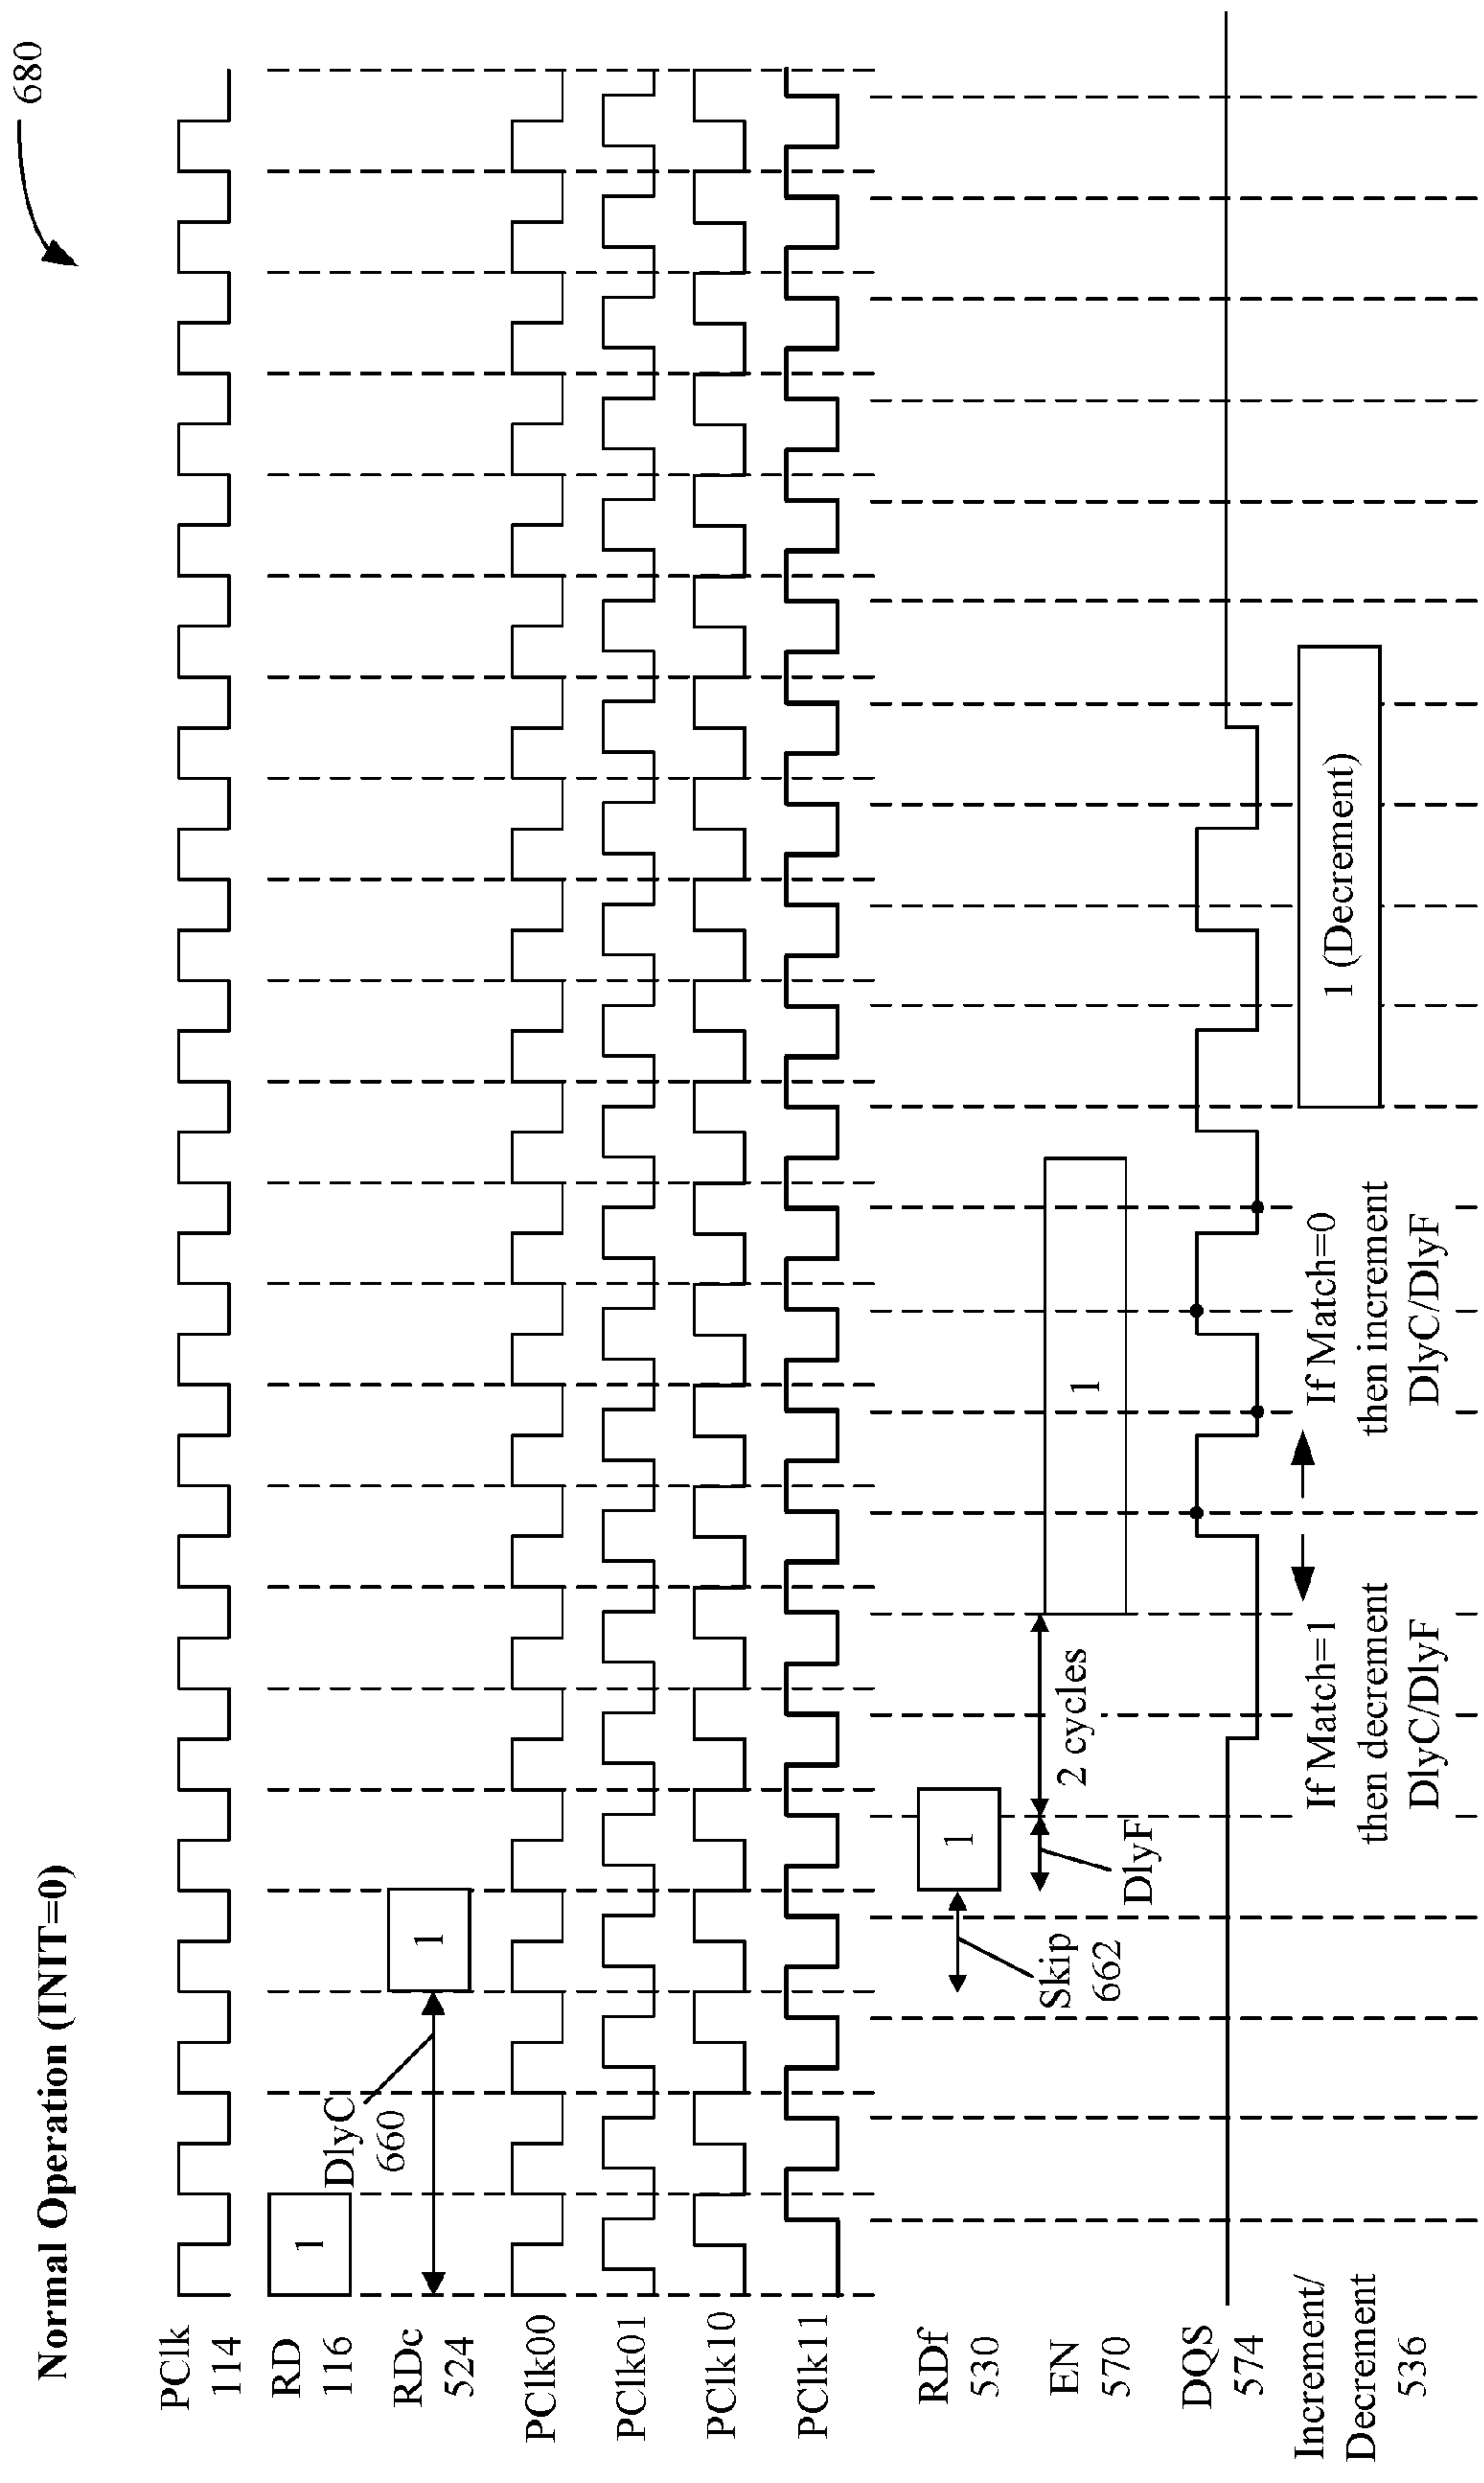 Normal Operation (INIT=0)
680
PClk
114
RD
116
1
RDc
524
DlyC
660
1
PClk00
PClk01
PClk10
PClk11
RDf
530
Skip
662
1
DlyF
2 cycles
EN
570
1
DQS
574
Increment/
Decrement
536
If Match=1
then decrement
DlyC/DlyF
If Match=0
then increment
DlyC/DlyF
1 (Decrement)